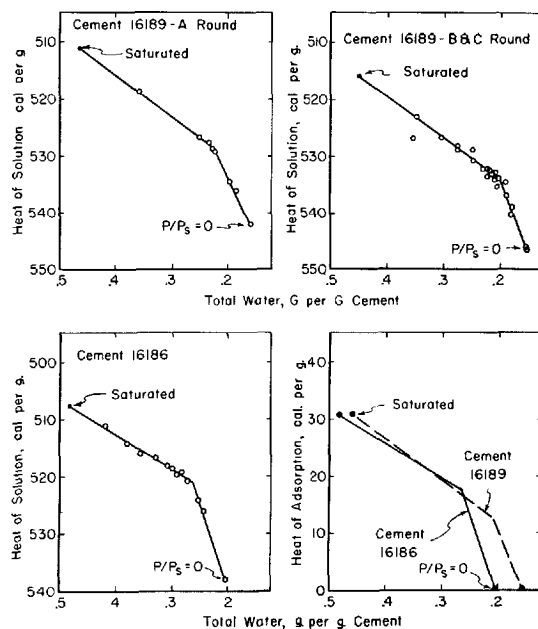 Cement 16189-A Round
Saturated
P/Ps = 0
Heat of Solution, cal per g.
510
520
530
540
550
.5 .4 .3 .2
Cement 16189-B&C Round
Saturated
P/Ps = 0
Heat of Solution, cal per g.
510
520
530
540
550
.5 .4 .3 .2
Total Water, G per G Cement
Cement 16186
Saturated
P/Ps = 0
Heat of Solution, cal per g.
500
510
520
530
540
.5 .4 .3 .2
Saturated
Cement
16189
Cement
16186
P/Ps = 0
Heat of Adsorption, cal. per g.
40
30
20
10
0
.5 .4 .3 .2
Total Water, g per g. Cement